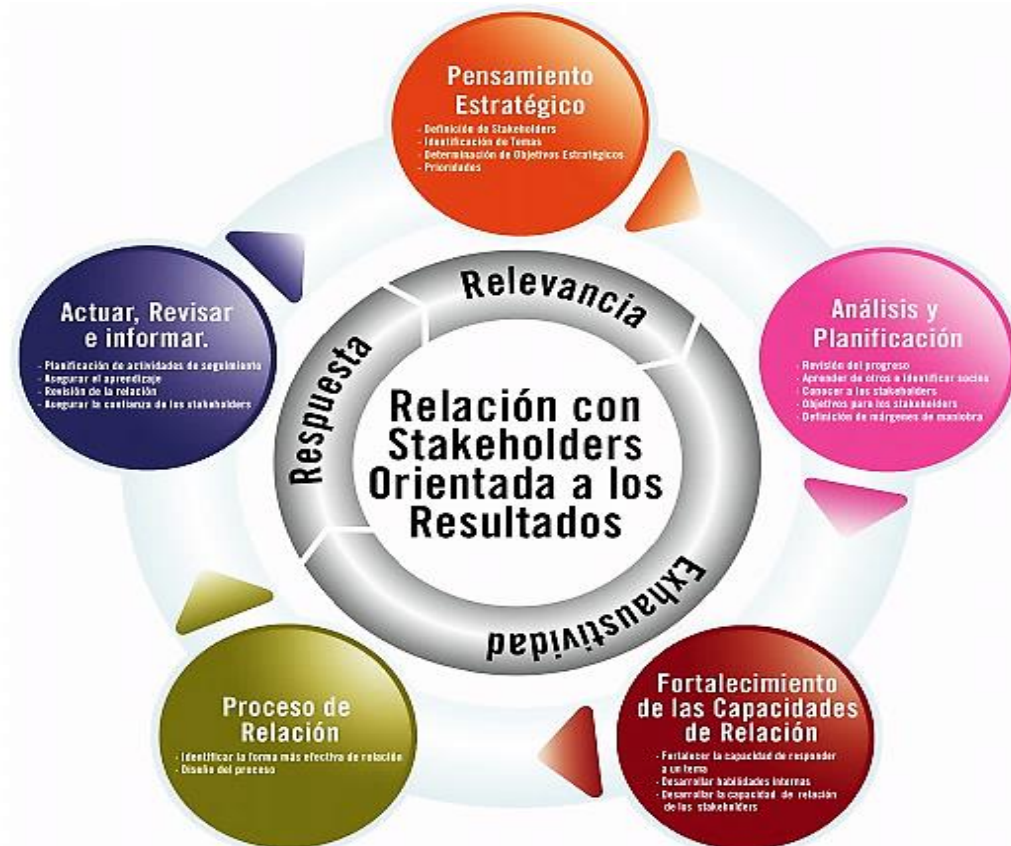 Pensamiento
Estratégico
- Definición de Stakeholders
- Identificación de Temas
- Determinación de Objetivos Estratégicos
- Prioridades
Análisis y
Planificación
- Revisión del progreso
- Aprender de otros e identificar socios
- Conocer a los stakeholders
- Objetivos para los stakeholders
- Definición de márgenes de maniobra
Fortalecimiento
de las Capacidades
de Relación
- Fortalecer la capacidad de responder
a un tema
- Desarrollar habilidades internas
- Desarrollar la capacidad de relación
de los stakeholders
Proceso de
Relación
- Identificar la forma más efectiva de relación
- Diseño del proceso
Actuar, Revisar
e informar.
- Planificación de actividades de seguimiento
- Asegurar el aprendizaje
- Revisión de la relación
- Asegurar la confianza de los stakeholders
Relevancia
Exhaustividad
Respuesta
Relación con
Stakeholders
Orientada a los
Resultados